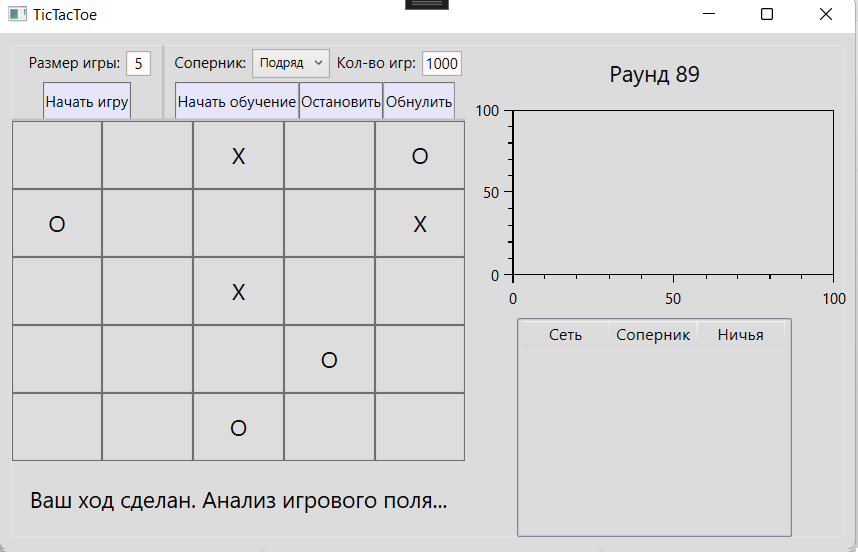 TicTacToe
Размер игры: 5 Соперник: Подряд Кол-во игр: 1000
Начать игру Начать обучение Остановить Обнулить
Раунд 89
X O
O X
X
O
O
100
50
0
0 50 100
Сеть Соперник Ничья
Ваш ход сделан. Анализ игрового поля...